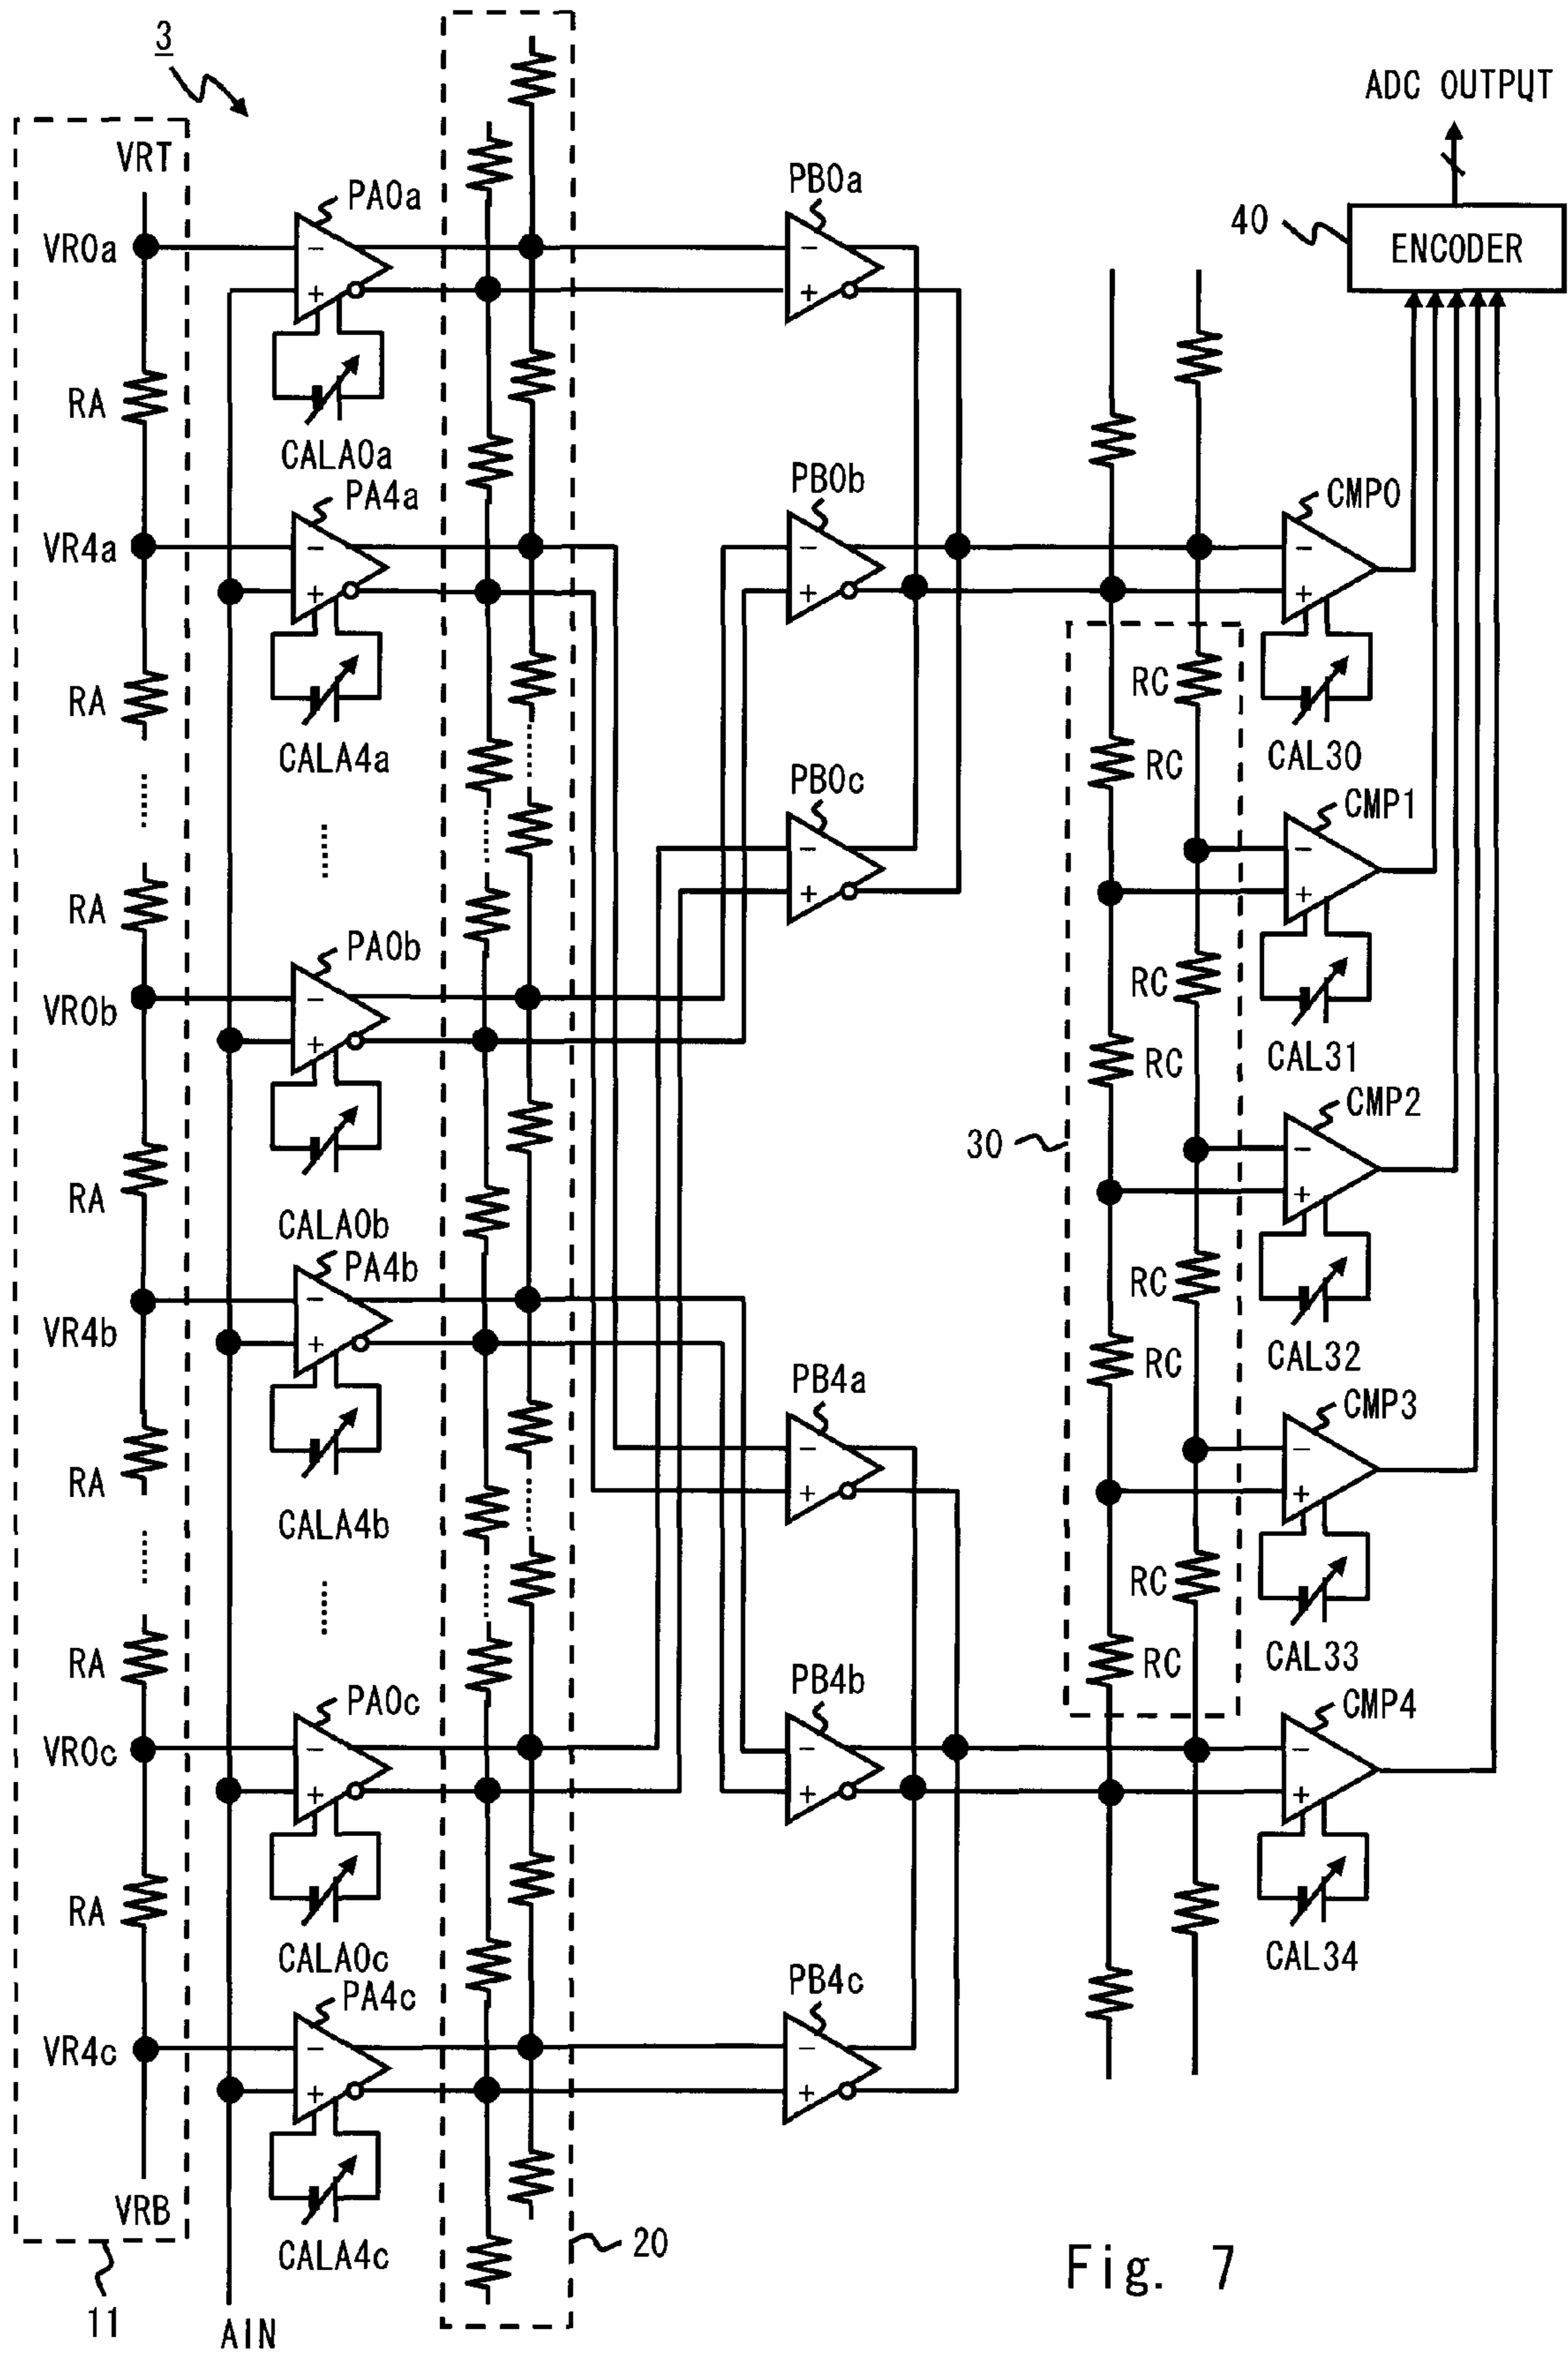 3
VRT
VR0a
RA
VR4a
RA
RA
VR0b
RA
VR4b
RA
RA
VR0c
RA
VR4c
VRB
11
AIN
PA0a
CALA0a
PA4a
CALA4a
PA0b
CALA0b
PA4b
CALA4b
PA0c
CALA0c
PA4c
CALA4c
20
PB0a
PB0b
PB0c
PB4a
PB4b
PB4c
30
RC
RC
RC
RC
RC
RC
RC
RC
ADC OUTPUT
40
ENCODER
CMP0
CAL30
CMP1
CAL31
CMP2
CAL32
CMP3
CAL33
CMP4
CAL34
Fig. 7